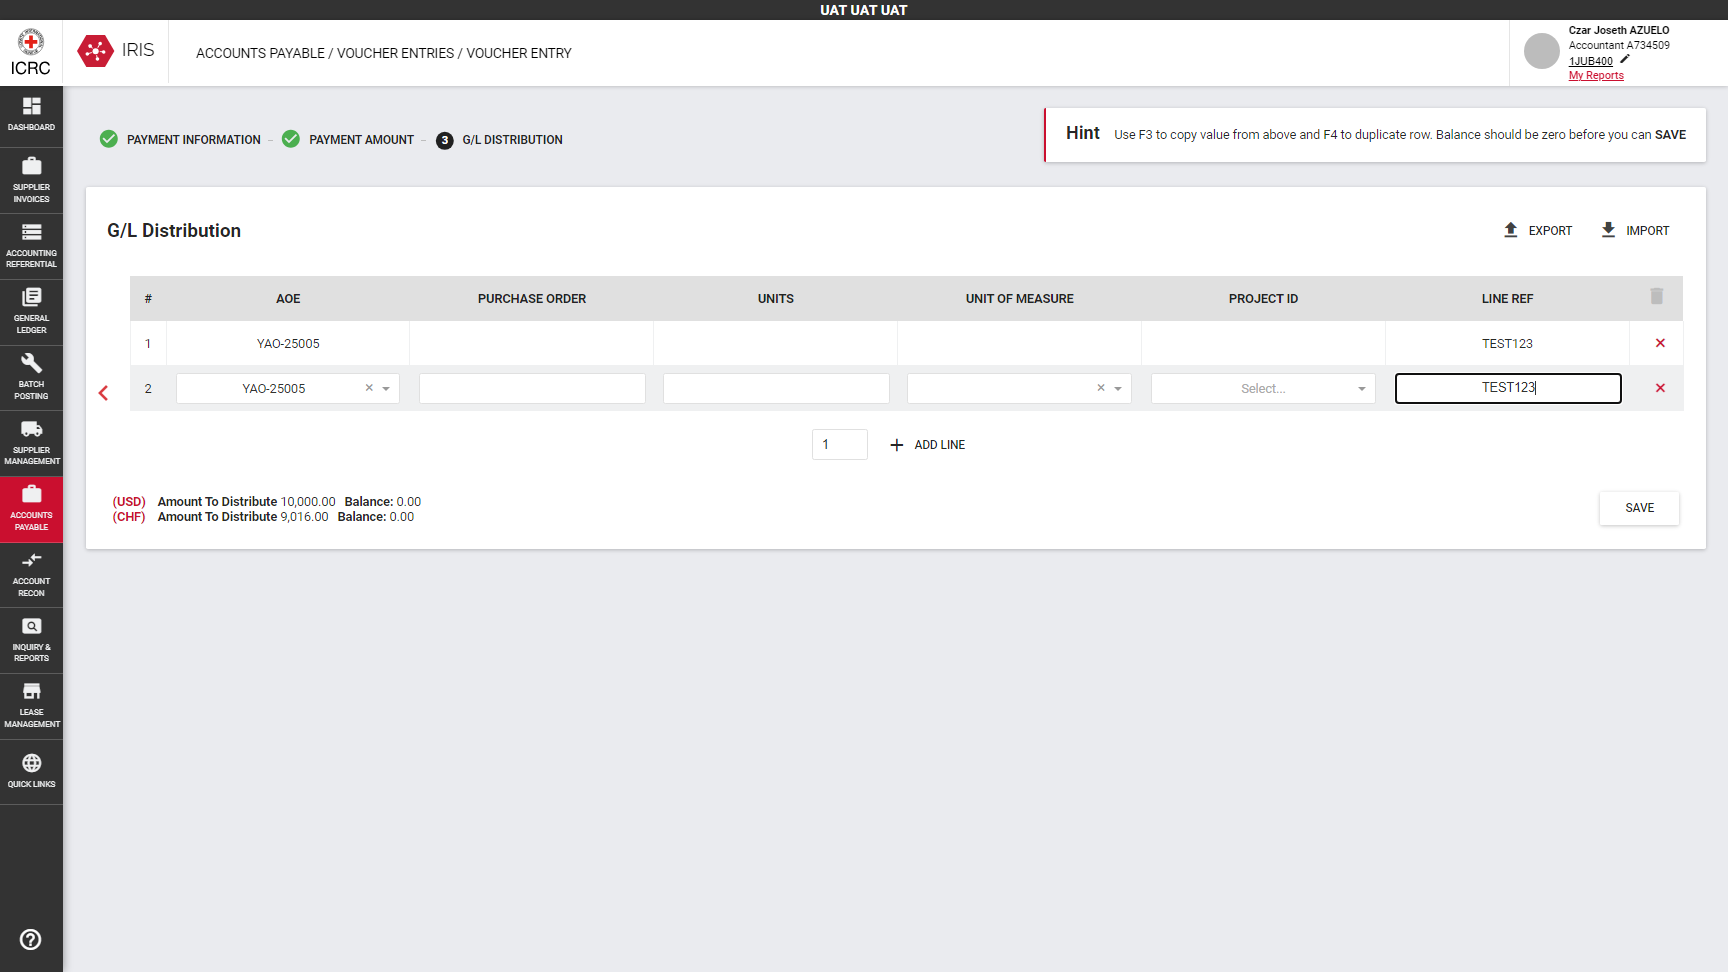 UAT UAT UAT
ICRC
IRIS
ACCOUNTS PAYABLE / VOUCHER ENTRIES / VOUCHER ENTRY
Czar Joseth AZUELO
Accountant A734509
1JUB400
My Reports
DASHBOARD
SUPPLIER
INVOICES
ACCOUNTING
REFERENTIAL
GENERAL
LEDGER
BATCH
POSTING
SUPPLIER
MANAGEMENT
ACCOUNTS
PAYABLE
ACCOUNT
RECON
INQUIRY &
REPORTS
LEASE
MANAGEMENT
QUICK LINKS
PAYMENT INFORMATION – PAYMENT AMOUNT – 3 G/L DISTRIBUTION
Hint Use F3 to copy value from above and F4 to duplicate row. Balance should be zero before you can SAVE
G/L Distribution
EXPORT IMPORT
# AOE PURCHASE ORDER UNITS UNIT OF MEASURE PROJECT ID LINE REF
1 YAO-25005 TEST123
2 YAO-25005 Select... TEST123
1 ADD LINE
(USD) Amount To Distribute 10,000.00 Balance: 0.00
(CHF) Amount To Distribute 9,016.00 Balance: 0.00
SAVE